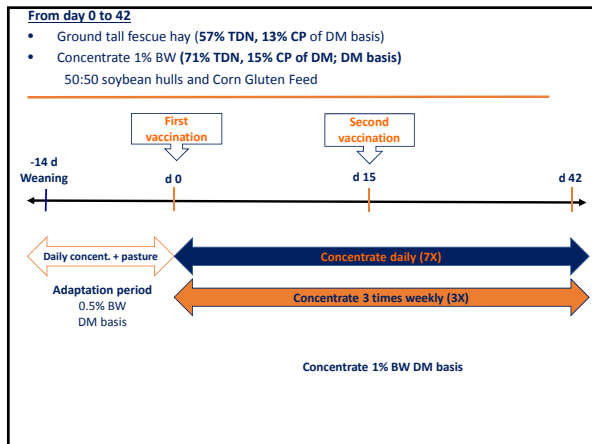 From day 0 to 42
• Ground tall fescue hay (57% TDN, 13% CP of DM basis)
• Concentrate 1% BW (71% TDN, 15% CP of DM; DM basis)
50:50 soybean hulls and Corn Gluten Feed
First
vaccination
Second
vaccination
-14 d
Weaning
d 0
d 15
d 42
Daily concent. + pasture
Concentrate daily (7X)
Adaptation period
0.5% BW
DM basis
Concentrate 3 times weekly (3X)
Concentrate 1% BW DM basis